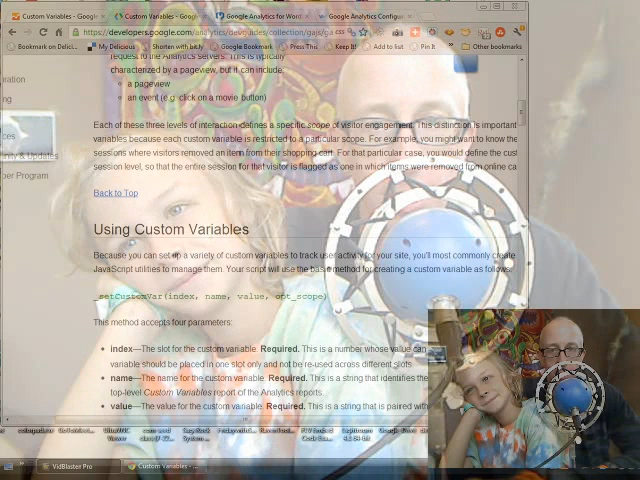 Custom Variables - Google
Custom Variables - Google
Google Analytics for Word
Google Analytics Configur
https://developers.google.com/analytics/devguides/collection/gajs/ga
Bookmark on Delici...
My Delicious
Shorten with bit.ly
Google Bookmark
Press This
Keep It!
Add to list
Pin It
Other bookmarks
request to the Analytics servers. This is typically
characterized by a pageview, but it can include:
a pageview
an event (e.g. click on a movie button)
Each of these three levels of interaction defines a specific scope of visitor engagement. This distinction is important
variables because each custom variable is restricted to a particular scope. For example, you might want to know the
sessions where visitors removed an item from their shopping cart. For that particular case, you would define the cust
session level, so that the entire session for that visitor is flagged as one in which items were removed from online ca
& Updates
er Program
Back to Top
Using Custom Variables
Because you can set up a variety of custom variables to track user activity for your site, you'll most commonly create
JavaScript utilities to manage them. Your script will use the basic method for creating a custom variable as follows:
_setCustomVar(index, name, value, opt_scope)
This method accepts four parameters:
index—The slot for the custom variable. Required. This is a number whose value can
variable should be placed in one slot only and not be re-used across different slots.
name—The name for the custom variable. Required. This is a string that identifies the
top-level Custom Variables report of the Analytics reports.
value—The value for the custom variable. Required. This is a string that is paired with
Viewer
System ...
Lightroom
4.1 64-bit
VidBlaster Pro
Custom Variables - ...